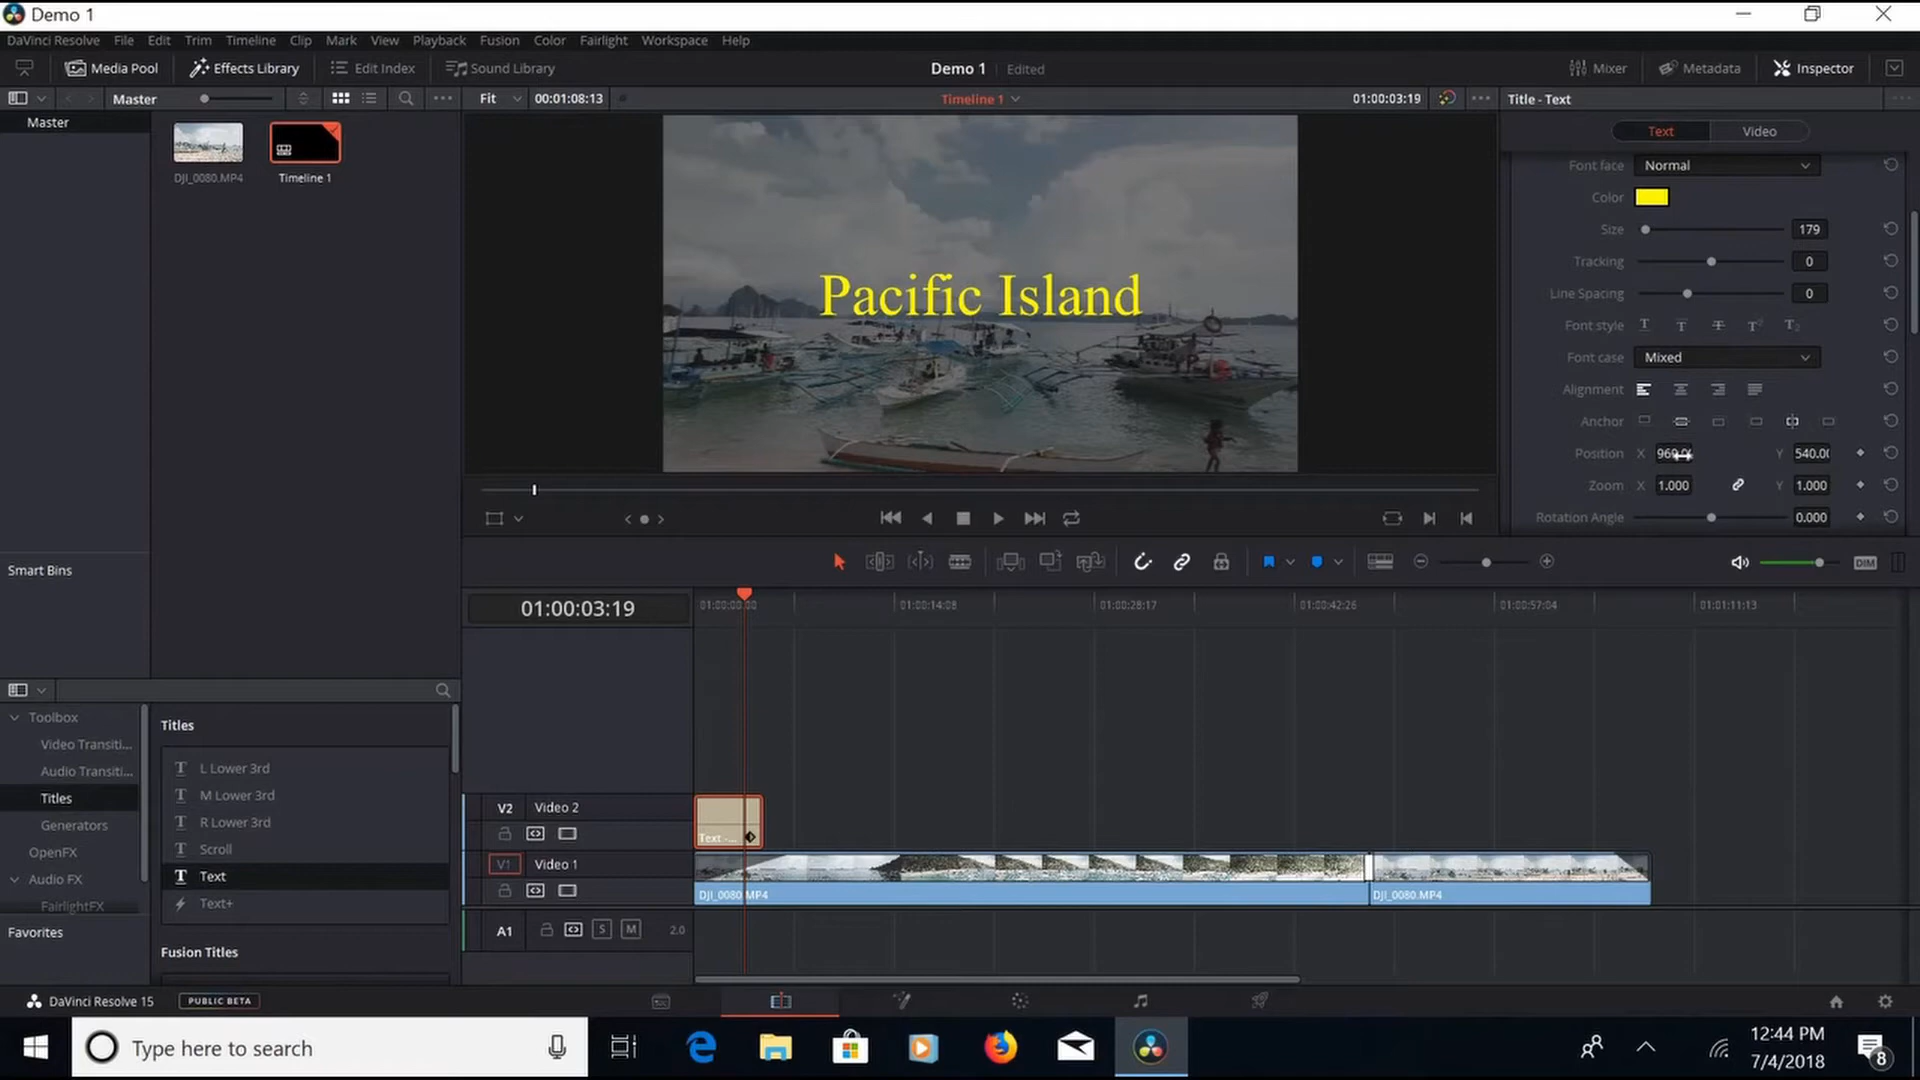 Demo 1
DaVinci Resolve File Edit Trim Timeline Clip Mark View Playback Fusion Color Fairlight Workspace Help
Media Pool Effects Library Edit Index Sound Library Demo 1 Edited Mixer Metadata Inspector
Master Fit 00:01:08:13 Timeline 1 01:00:03:19 Title - Text
Master
DJI_0080.MP4 Timeline 1
Text Video
Font face Normal
Color
Size 179
Tracking 0
Line Spacing 0
Font style T T T T T2
Font case Mixed
Alignment
Anchor
Position X Y 540.0
Zoom X 1.000 Y 1.000
Rotation Angle 0.000
Pacific Island
Smart Bins
DIM
01:00:03:19 01:00:00:00 01:00:14:08 01:00:28:17 01:00:42:26 01:00:57:04 01:01:11:13
Toolbox
Video Transiti...
Audio Transiti...
Titles
Generators
OpenFX
Audio FX
FairlightFX
Favorites
Titles
L Lower 3rd
M Lower 3rd
R Lower 3rd
Scroll
Text
Text+
Fusion Titles
V2 Video 2
Text -...
V1 Video 1
DJI_0080.MP4 DJI_0080.MP4
A1 S M 2.0
DaVinci Resolve 15 PUBLIC BETA
Type here to search
12:44 PM
7/4/2018
8